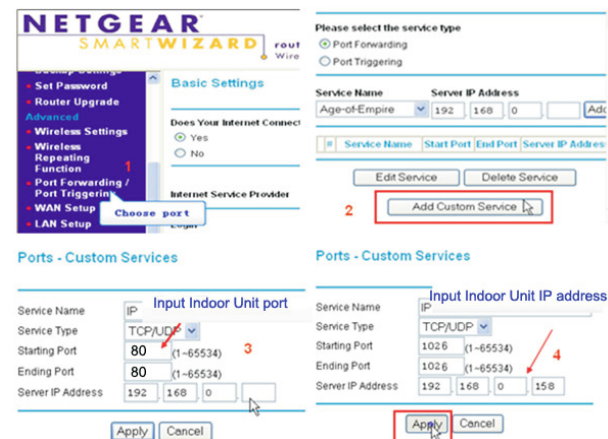 NETGEAR
SMARTWIZARD rout
Wire
Set Password
Router Upgrade
Advanced
Wireless Settings
Wireless
Repeating
Function
1
Port Forwarding /
Port Triggering
WAN Setup
LAN Setup
Choose port
Basic Settings
Does Your Internet Connect
Yes
No
Internet Service Provider
Login
Please select the service type
Port Forwarding
Port Triggering
Service Name Server IP Address
Age-of-Empire 192 168 0 Add
# Service Name Start Port End Port Server IP Addres
Edit Service Delete Service
2 Add Custom Service
Ports - Custom Services
Input Indoor Unit port
Service Name IP
Service Type TCP/UDP
Starting Port 80 (1~65534) 3
Ending Port 80 (1~65534)
Server IP Address 192 168 0
Apply Cancel
Ports - Custom Services
Input Indoor Unit IP address
Service Name IP
Service Type TCP/UDP
Starting Port 1026 (1~65534) 4
Ending Port 1026 (1~65534)
Server IP Address 192 168 0 158
Apply Cancel